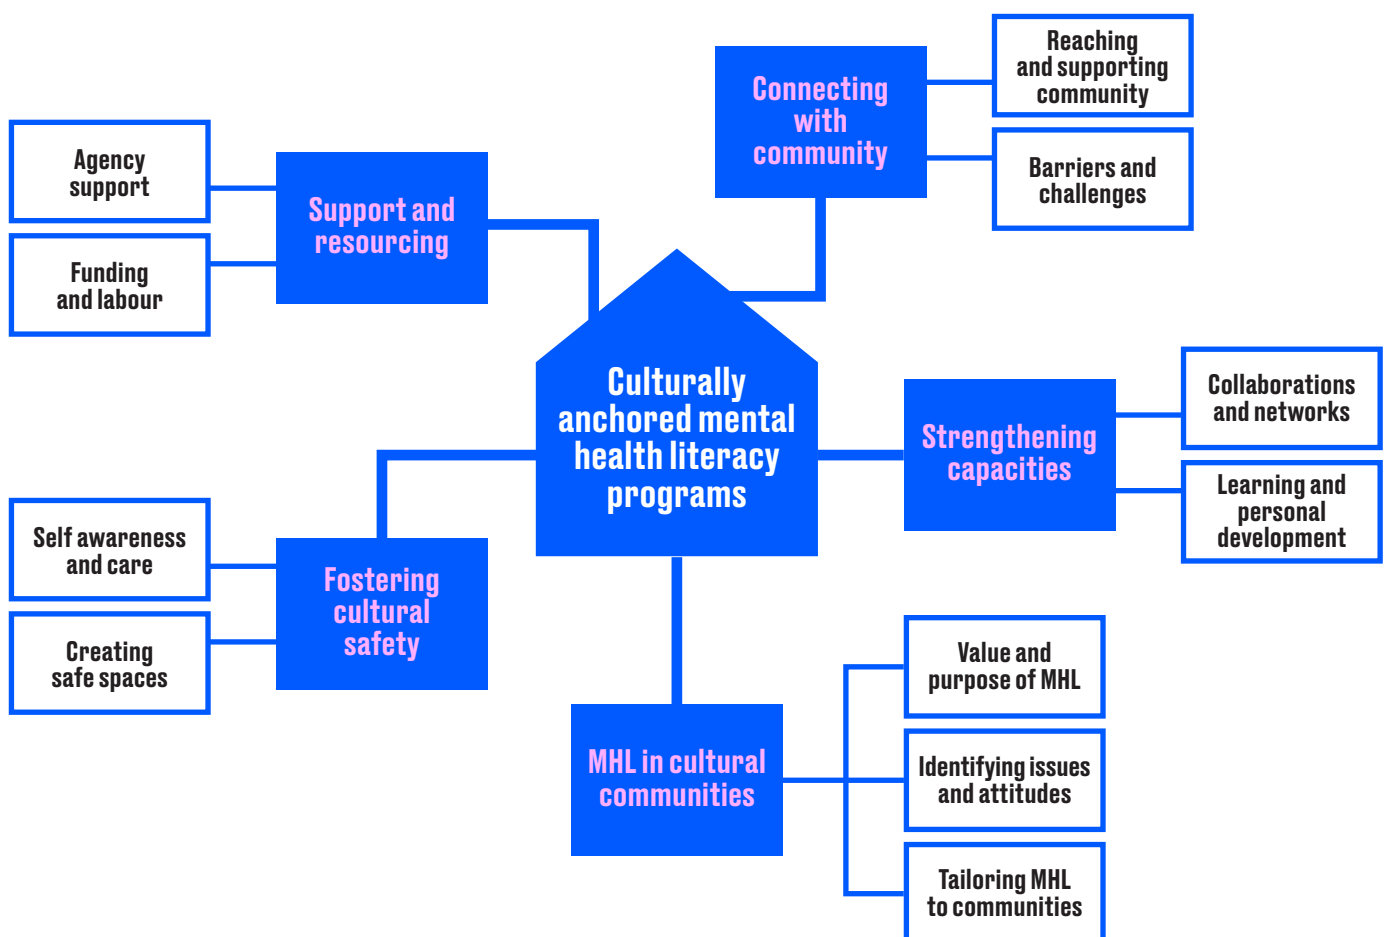 Reaching
and supporting
community
Connecting
with
community
Barriers and
challenges
Agency
support
Support and
resourcing
Funding
and labour
Culturally
anchored mental
health literacy
programs
Collaborations
and networks
Strengthening
capacities
Learning and
personal
development
Self awareness
and care
Fostering
cultural
safety
Creating
safe spaces
Value and
purpose of MHL
MHL in cultural
communities
Identifying issues
and attitudes
Tailoring MHL
to communities